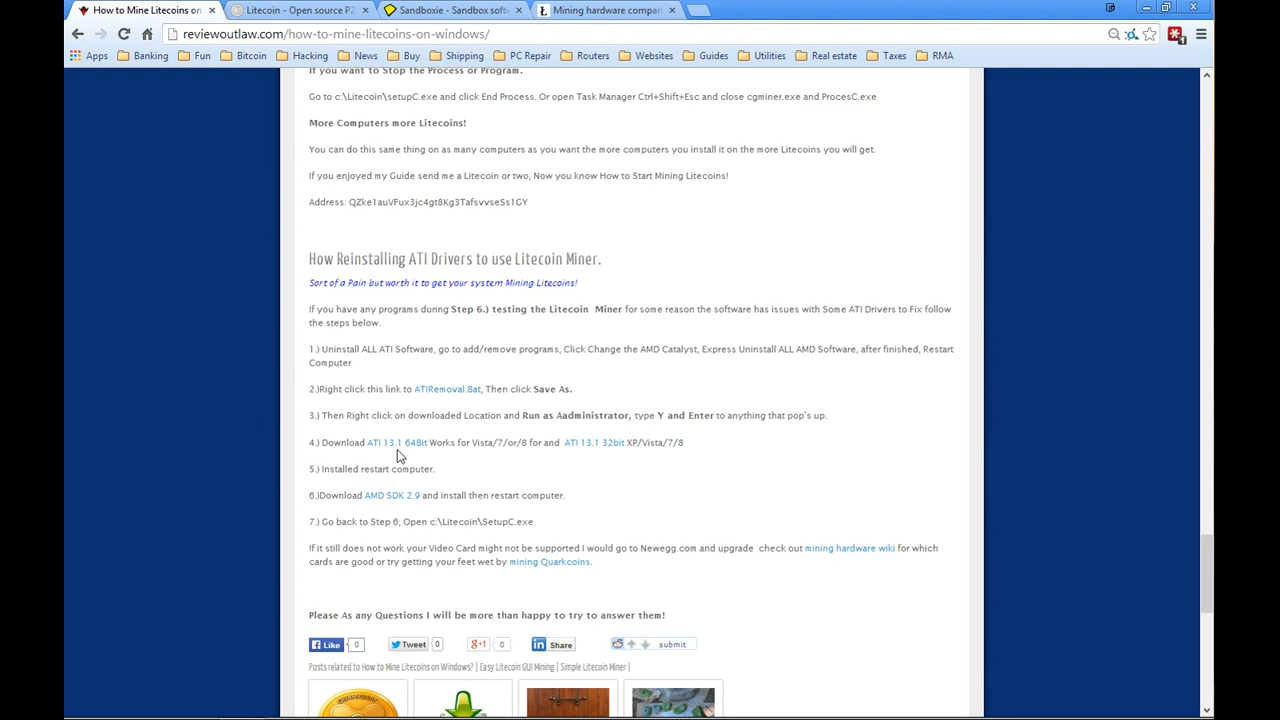 How to Mine Litecoins on
Litecoin - Open source P2
Sandboxie - Sandbox softw
Mining hardware compari
reviewoutlaw.com/how-to-mine-litecoins-on-windows/
Apps Banking Fun Bitcoin Hacking News Buy Shipping PC Repair Routers Websites Guides Utilities Real estate Taxes RMA
If you want to Stop the Process or Program.
Go to c:\Litecoin\setupC.exe and click End Process. Or open Task Manager Ctrl+Shift+Esc and close cgminer.exe and ProcesC.exe
More Computers more Litecoins!
You can do this same thing on as many computers as you want the more computers you install it on the more Litecoins you will get.
If you enjoyed my Guide send me a Litecoin or two, Now you know How to Start Mining Litecoins!
Address: QZke1auVFux3jc4gt8Kg3TafsvvseSs1GY
How Reinstalling ATI Drivers to use Litecoin Miner.
Sort of a Pain but worth it to get your system Mining Litecoins!
If you have any programs during Step 6.) testing the Litecoin Miner for some reason the software has issues with Some ATI Drivers to Fix follow
the steps below.
1.) Uninstall ALL ATI Software, go to add/remove programs, Click Change the AMD Catalyst, Express Uninstall ALL AMD Software, after finished, Restart
Computer
2.)Right click this link to ATIRemoval.Bat, Then click Save As.
3.) Then Right click on downloaded Location and Run as Aadministrator, type Y and Enter to anything that pop's up.
4.) Download ATI 13.1 64Bit Works for Vista/7/or/8 for and ATI 13.1 32bit XP/Vista/7/8
5.) Installed restart computer.
6.)Download AMD SDK 2.9 and install then restart computer.
7.) Go back to Step 6, Open c:\Litecoin\SetupC.exe
If it still does not work your Video Card might not be supported I would go to Newegg.com and upgrade check out mining hardware wiki for which
cards are good or try getting your feet wet by mining Quarkcoins.
Please As any Questions I will be more than happy to try to answer them!
Like 0 Tweet 0 g+1 0 in Share submit
Posts related to How to Mine Litecoins on Windows? | Easy Litecoin GUI Mining | Simple Litecoin Miner |